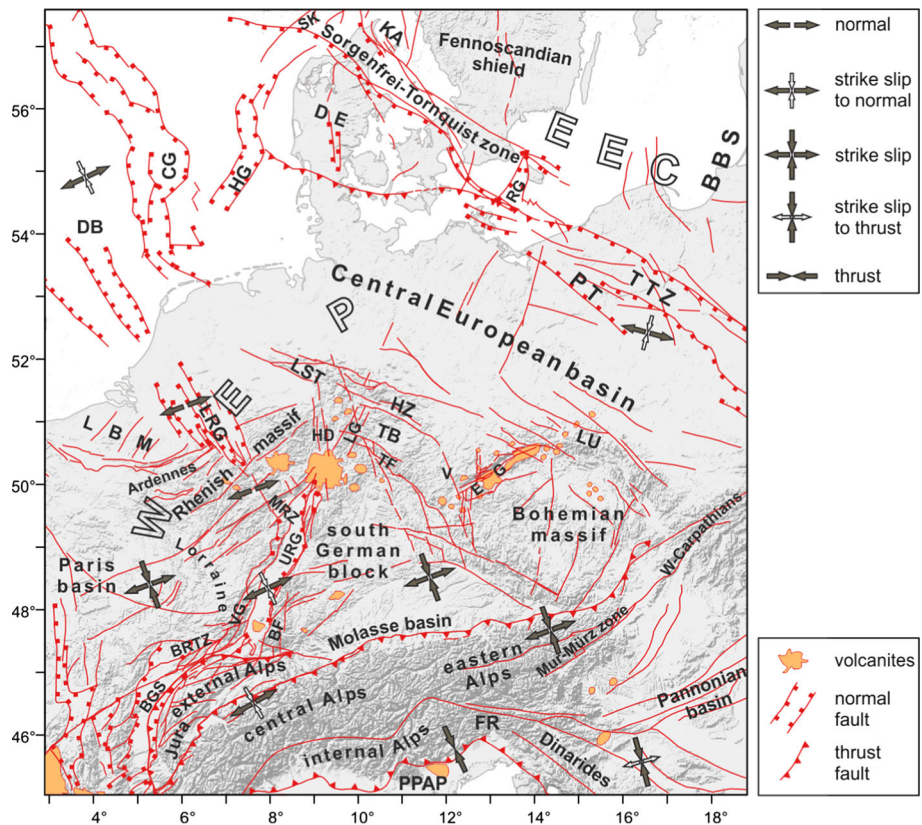 Sk
KA
Fennoscandian
shield
Sorgenfrei-Tornquist zone
56°
D E
E E C
B B S
CG
HG
RG
DB
54°
Central European basin
PT
T T Z
P
52°
LST
HZ
E
LRG
L B M
massif
HD
LG
TB
LU
TF
V
E G
Ardennes
Rhenish
50°
W
MRZ
Bohemian
massif
south
German
block
URG
Lorraine
W-Carpathians
Paris
basin
48°
VG
BF
Molasse basin
Mur-Mürz zone
BRTZ
eastern
Alps
external Alps
BGS
Pannonian
basin
central Alps
Jura
FR
46°
internal Alps
Dinarides
PPAP
4°
6°
8°
10°
12°
14°
16°
18°
normal
strike slip
to normal
strike slip
strike slip
to thrust
thrust
volcanites
normal
fault
thrust
fault